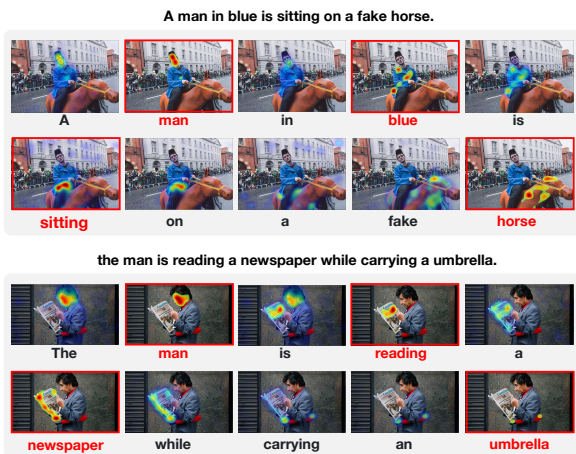 A man in blue is sitting on a fake horse.
A man in blue is
sitting on a fake horse
the man is reading a newspaper while carrying a umbrella.
The man is reading a
newspaper while carrying an umbrella